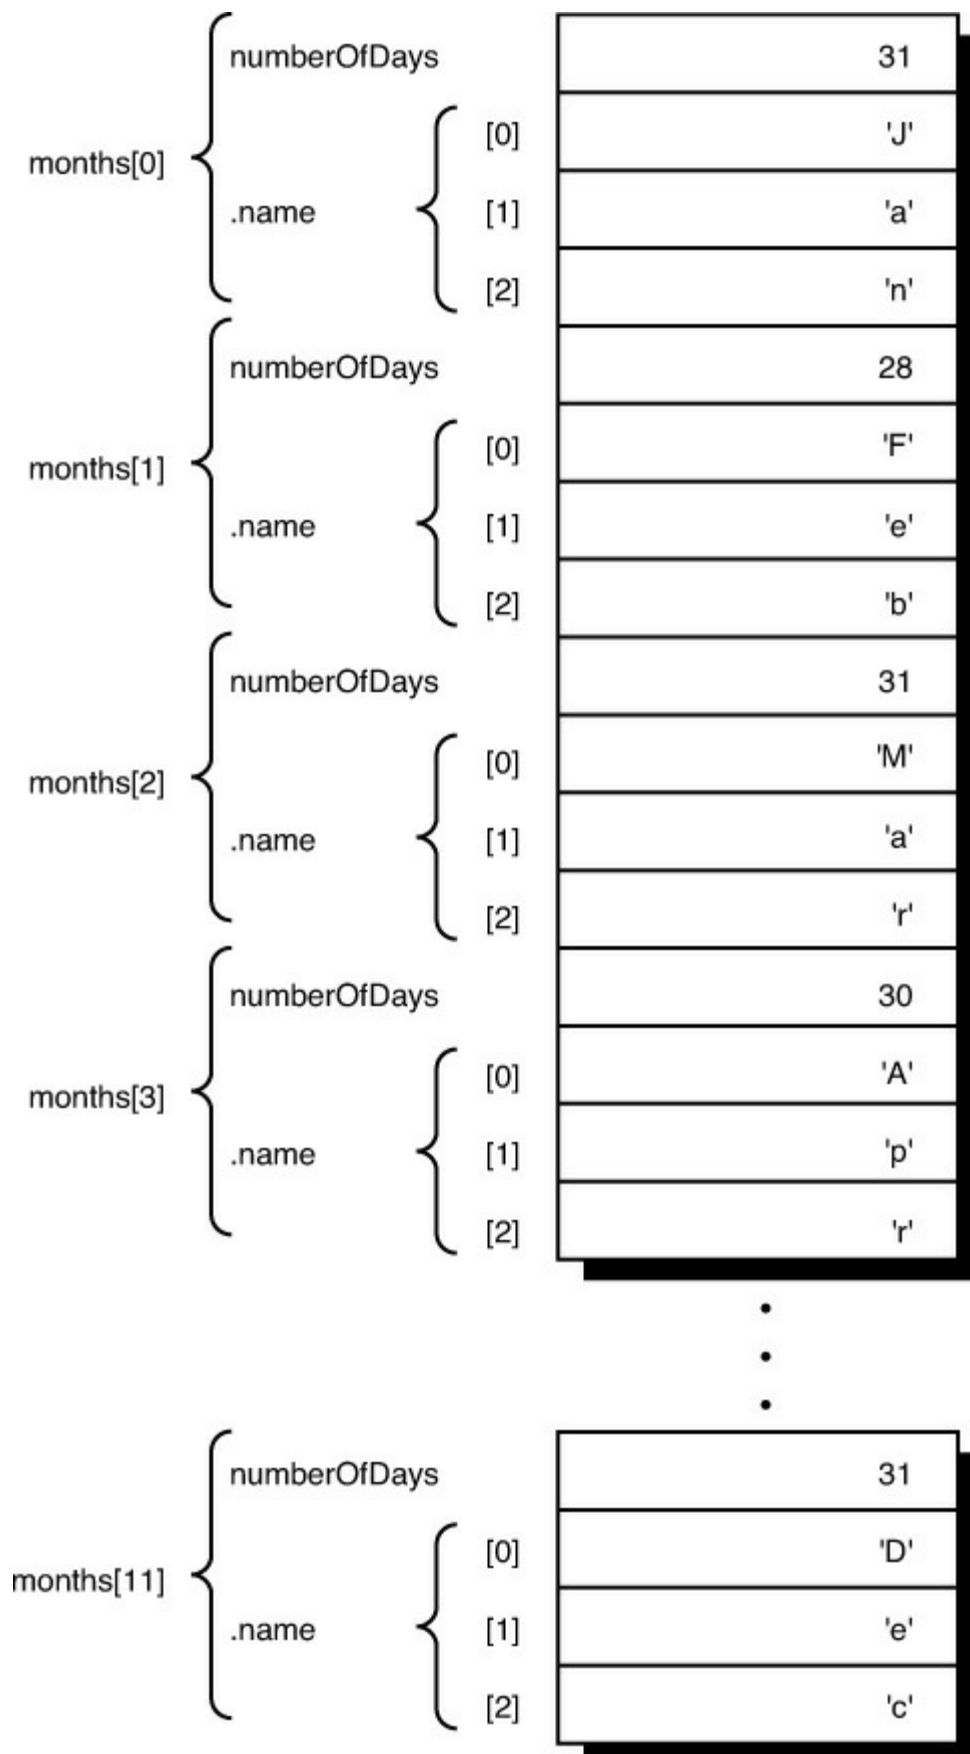 numberOfDays 31
[0] 'J'
months[0] .name [1] 'a'
[2] 'n'
numberOfDays 28
[0] 'F'
months[1] .name [1] 'e'
[2] 'b'
numberOfDays 31
[0] 'M'
months[2] .name [1] 'a'
[2] 'r'
numberOfDays 30
[0] 'A'
months[3] .name [1] 'p'
[2] 'r'
numberOfDays 31
[0] 'D'
months[11] .name [1] 'e'
[2] 'c'